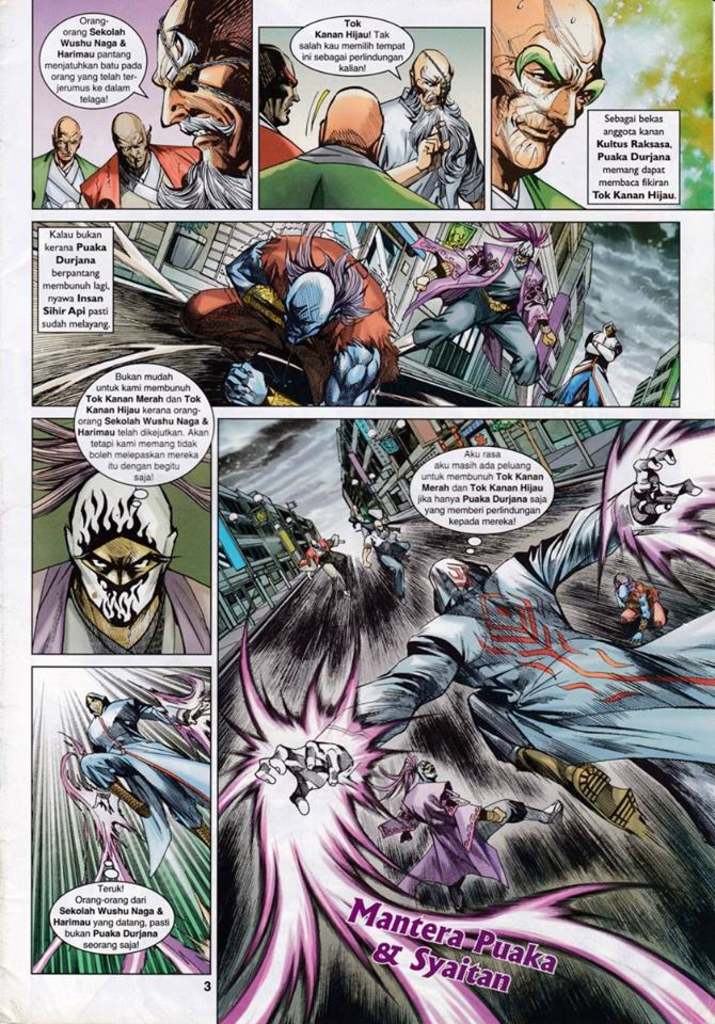 Orang-
orang Sekolah
Wushu Naga &
Harimau pantang
menjatuhkan batu pada
orang yang telah ter-
jerumus ke dalam
telaga!
Tok
Kanan Hijau! Tak
salah kau memilih tempat
ini sebagai perlindungan
kalian!
Sebagai bekas
anggota kanan
Kultus Raksasa,
Puaka Durjana
memang dapat
membaca fikiran
Tok Kanan Hijau.
Kalau bukan
kerana Puaka
Durjana
berpantang
membunuh lagi,
nyawa Insan
Sihir Api pasti
sudah melayang.
Bukan mudah
untuk kami membunuh
Tok Kanan Merah dan Tok
Kanan Hijau kerana orang-
orang Sekolah Wushu Naga &
Harimau telah dikejutkan. Akan
tetapi kami memang tidak
boleh melepaskan mereka
itu dengan begitu
saja!
Aku rasa
aku masih ada peluang
untuk membunuh Tok Kanan
Merah dan Tok Kanan Hijau
jika hanya Puaka Durjana saja
yang memberi perlindungan
kepada mereka!
Teruk!
Orang-orang dari
Sekolah Wushu Naga &
Harimau yang datang, pasti
bukan Puaka Durjana
seorang saja!
Mantera Puaka
& Syaitan
3